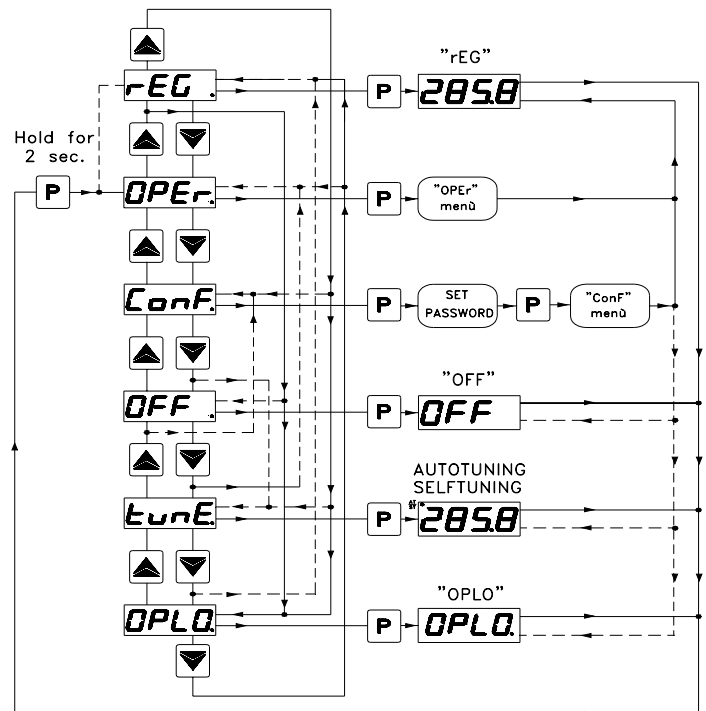 "rEG"
rEG .
P
285.8
Hold for
2 sec.
P
OPEr.
P
"OPEr"
menù
ConF.
P
SET
PASSWORD
P
"ConF"
menù
"OFF"
OFF .
P
OFF
AUTOTUNING
SELFTUNING
tunE.
P
285.8
"OPLO"
OPLO.
P
OPLO.